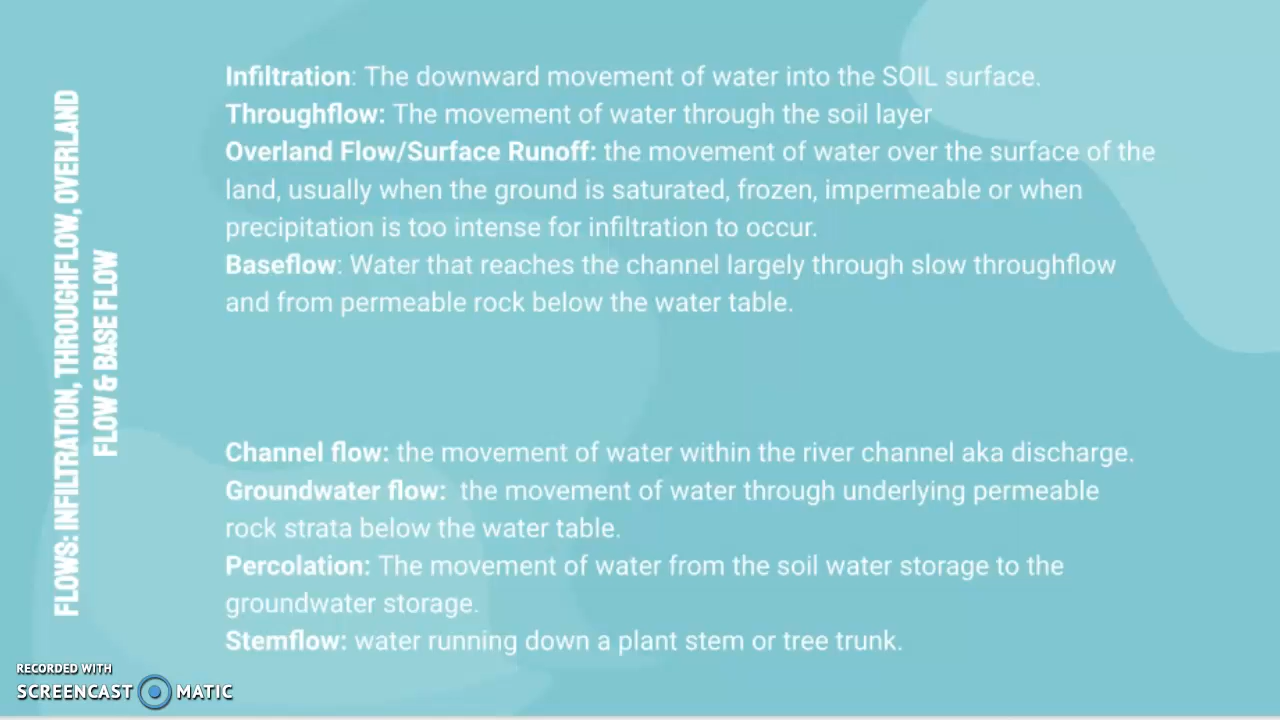 FLOWS: INFILTRATION, THROUGHFLOW, OVERLAND
FLOW & BASE FLOW
Infiltration: The downward movement of water into the SOIL surface.
Throughflow: The movement of water through the soil layer
Overland Flow/Surface Runoff: the movement of water over the surface of the
land, usually when the ground is saturated, frozen, impermeable or when
precipitation is too intense for infiltration to occur.
Baseflow: Water that reaches the channel largely through slow throughflow
and from permeable rock below the water table.
Channel flow: the movement of water within the river channel aka discharge.
Groundwater flow: the movement of water through underlying permeable
rock strata below the water table.
Percolation: The movement of water from the soil water storage to the
groundwater storage.
Stemflow: water running down a plant stem or tree trunk.
RECORDED WITH
SCREENCAST MATIC